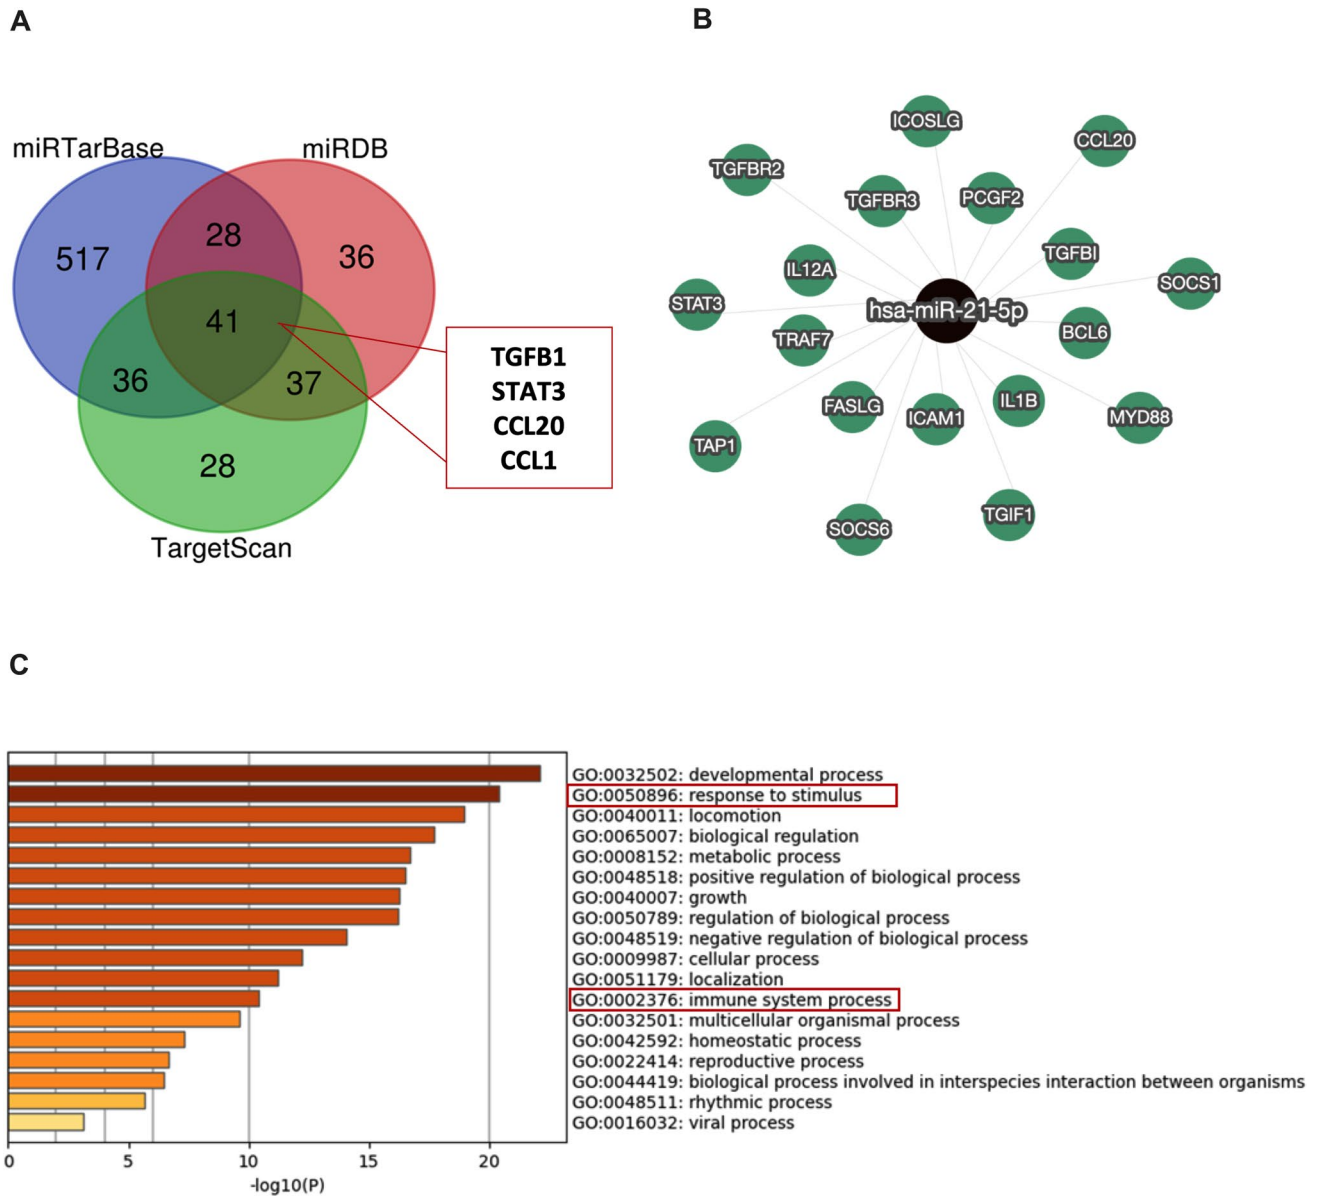 A
miRTarBase
miRDB
517
28
36
41
36
37
28
TargetScan
TGFB1
STAT3
CCL20
CCL1
B
ICOSLG
CCL20
TGFBR2
TGFBR3
PCGF2
TGFBI
IL12A
SOCS1
STAT3
hsa-miR-21-5p
TRAF7
BCL6
FASLG
ICAM1
IL1B
MYD88
TAP1
SOCS6
TGIF1
C
GO:0032502: developmental process
GO:0050896: response to stimulus
GO:0040011: locomotion
GO:0065007: biological regulation
GO:0008152: metabolic process
GO:0048518: positive regulation of biological process
GO:0040007: growth
GO:0050789: regulation of biological process
GO:0048519: negative regulation of biological process
GO:0009987: cellular process
GO:0051179: localization
GO:0002376: immune system process
GO:0032501: multicellular organismal process
GO:0042592: homeostatic process
GO:0022414: reproductive process
GO:0044419: biological process involved in interspecies interaction between organisms
GO:0048511: rhythmic process
GO:0016032: viral process
0 5 10 15 20
-log10(P)